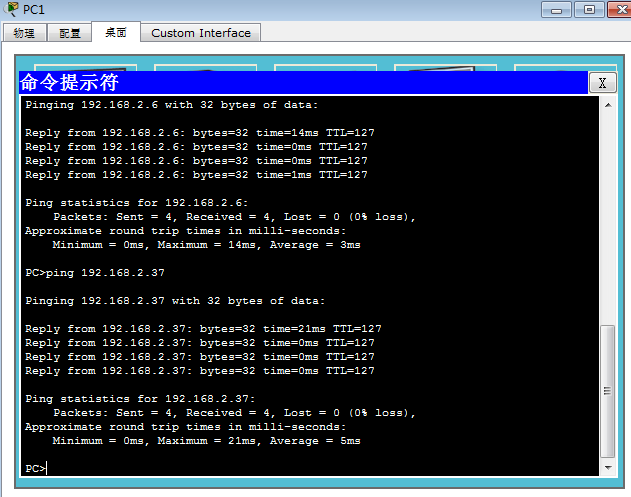 PC1
物理 配置 桌面 Custom Interface
命令提示符 X
Pinging 192.168.2.6 with 32 bytes of data:
Reply from 192.168.2.6: bytes=32 time=14ms TTL=127
Reply from 192.168.2.6: bytes=32 time=0ms TTL=127
Reply from 192.168.2.6: bytes=32 time=0ms TTL=127
Reply from 192.168.2.6: bytes=32 time=1ms TTL=127
Ping statistics for 192.168.2.6:
Packets: Sent = 4, Received = 4, Lost = 0 (0% loss),
Approximate round trip times in milli-seconds:
Minimum = 0ms, Maximum = 14ms, Average = 3ms
PC>ping 192.168.2.37
Pinging 192.168.2.37 with 32 bytes of data:
Reply from 192.168.2.37: bytes=32 time=21ms TTL=127
Reply from 192.168.2.37: bytes=32 time=0ms TTL=127
Reply from 192.168.2.37: bytes=32 time=0ms TTL=127
Reply from 192.168.2.37: bytes=32 time=0ms TTL=127
Ping statistics for 192.168.2.37:
Packets: Sent = 4, Received = 4, Lost = 0 (0% loss),
Approximate round trip times in milli-seconds:
Minimum = 0ms, Maximum = 21ms, Average = 5ms
PC>